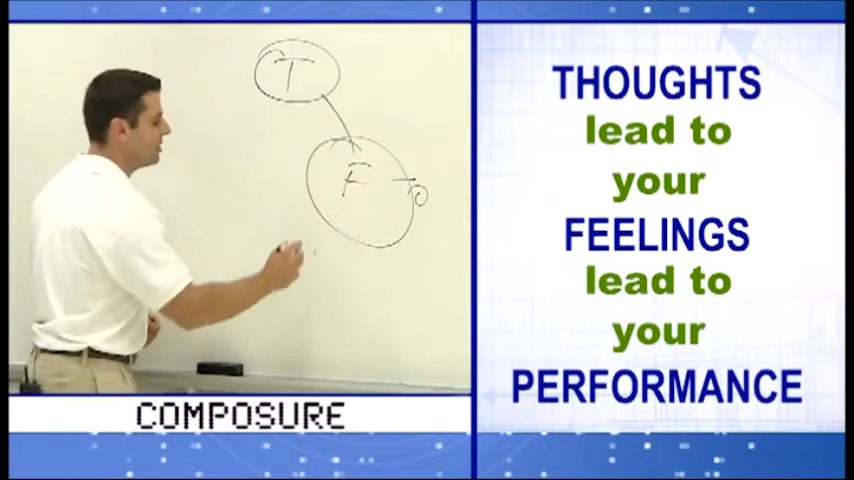 T
F
COMPOSURE
THOUGHTS
lead to
your
FEELINGS
lead to
your
PERFORMANCE